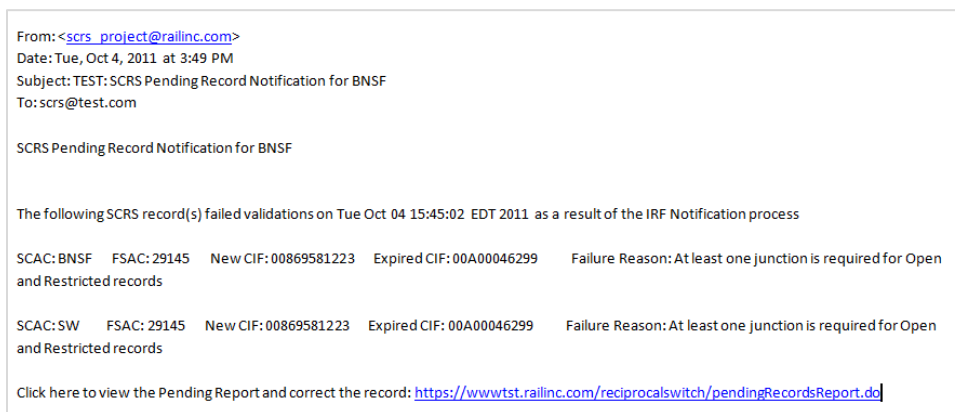 From: <scrs_project@railinc.com>
Date: Tue, Oct 4, 2011 at 3:49 PM
Subject: TEST: SCRS Pending Record Notification for BNSF
To: scrs@test.com
SCRS Pending Record Notification for BNSF
The following SCRS record(s) failed validations on Tue Oct 04 15:45:02 EDT 2011 as a result of the IRF Notification process
SCAC: BNSF FSAC: 29145 New CIF: 00869581223 Expired CIF: 00A00046299 Failure Reason: At least one junction is required for Open
and Restricted records
SCAC: SW FSAC: 29145 New CIF: 00869581223 Expired CIF: 00A00046299 Failure Reason: At least one junction is required for Open
and Restricted records
Click here to view the Pending Report and correct the record: https://wwwtst.railinc.com/reciprocalswitch/pendingRecordsReport.do